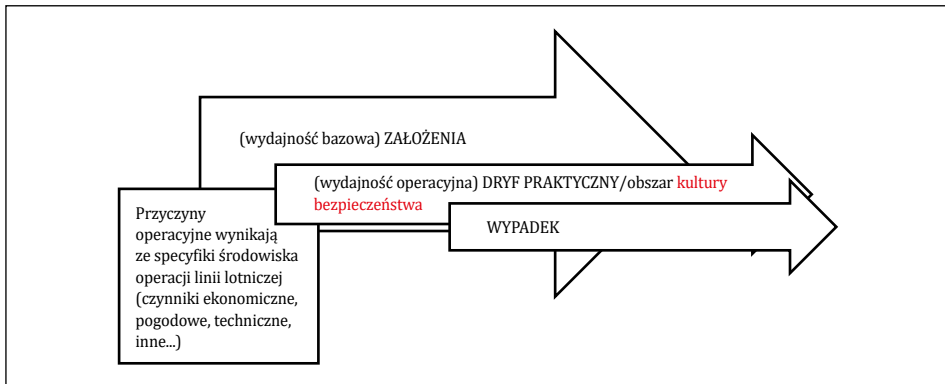 (wydajność bazowa) ZAŁOŻENIA
(wydajność operacyjna) DRYF PRAKTYCZNY/obszar kultury
bezpieczeństwa
WYPADEK
Przyczyny
operacyjne wynikają
ze specyfiki środowiska
operacji linii lotniczej
(czynniki ekonomiczne,
pogodowe, techniczne,
inne...)